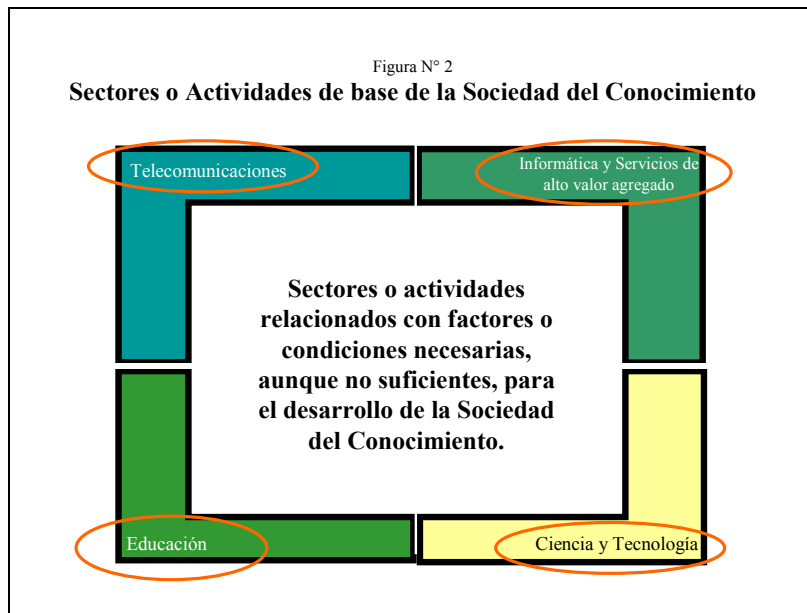 Figura N° 2
Sectores o Actividades de base de la Sociedad del Conocimiento
Telecomunicaciones
Informática y Servicios de
alto valor agregado
Sectores o actividades
relacionados con factores o
condiciones necesarias,
aunque no suficientes, para
el desarrollo de la Sociedad
del Conocimiento.
Educación
Ciencia y Tecnología